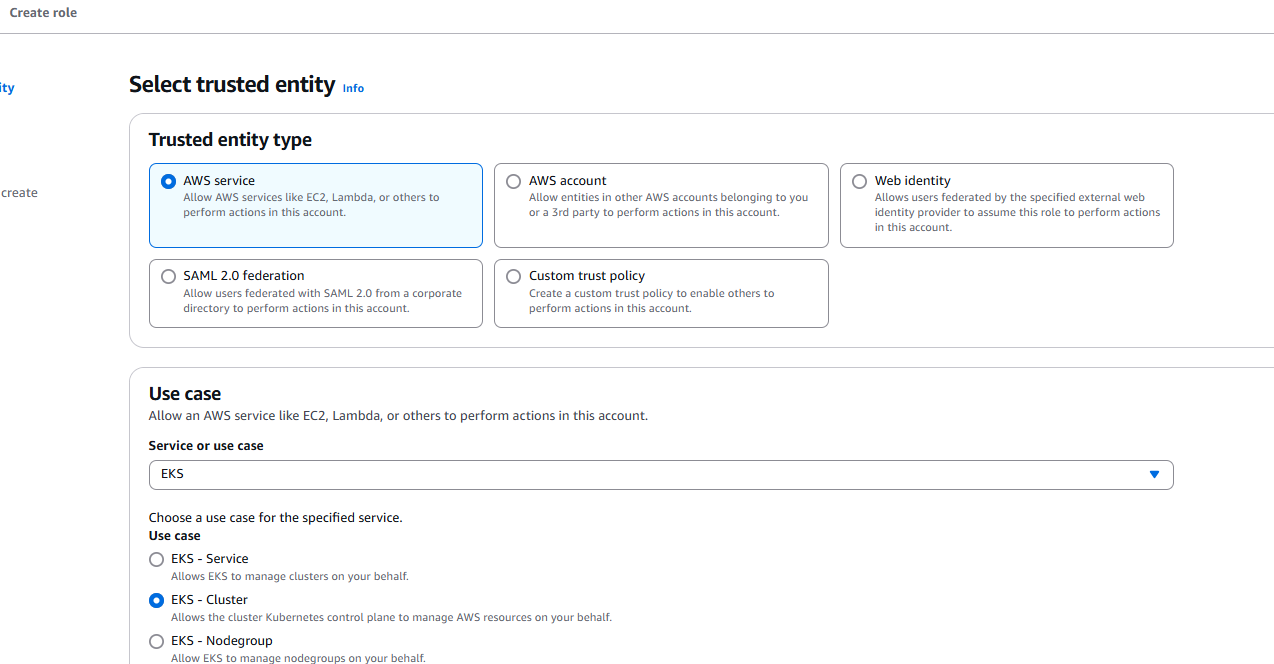 Create role
ity
create
Select trusted entity Info
Trusted entity type
AWS service
Allow AWS services like EC2, Lambda, or others to
perform actions in this account.
AWS account
Allow entities in other AWS accounts belonging to you
or a 3rd party to perform actions in this account.
Web identity
Allows users federated by the specified external web
identity provider to assume this role to perform actions
in this account.
SAML 2.0 federation
Allow users federated with SAML 2.0 from a corporate
directory to perform actions in this account.
Custom trust policy
Create a custom trust policy to enable others to
perform actions in this account.
Use case
Allow an AWS service like EC2, Lambda, or others to perform actions in this account.
Service or use case
EKS
Choose a use case for the specified service.
Use case
EKS - Service
Allows EKS to manage clusters on your behalf.
EKS - Cluster
Allows the cluster Kubernetes control plane to manage AWS resources on your behalf.
EKS - Nodegroup
Allow EKS to manage nodegroups on your behalf.